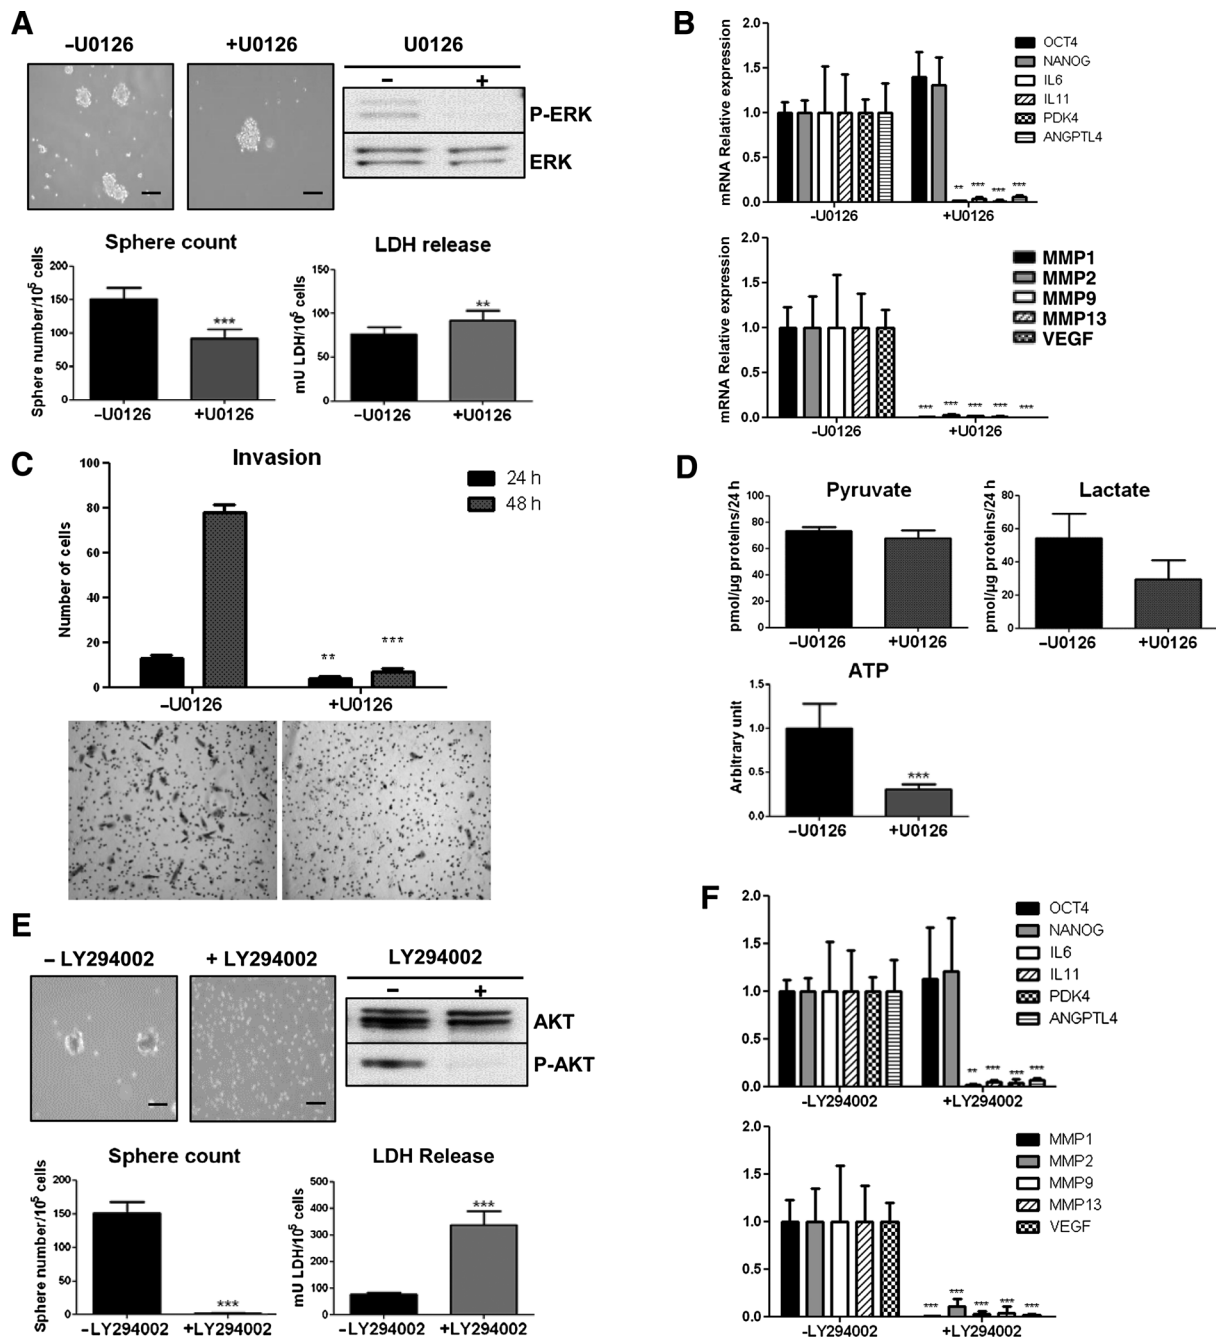 A
–U0126
+U0126
U0126
–
+
P-ERK
ERK
Sphere count
Sphere number/10⁵ cells
200
150
100
50
0
***
–U0126
+U0126
LDH release
mU LDH/10⁵ cells
150
100
50
0
**
–U0126
+U0126
B
mRNA Relative expression
2.0
1.5
1.0
0.5
0.0
** *** *** ***
-U0126
+U0126
OCT4
NANOG
IL6
IL11
PDK4
ANGPTL4
mRNA Relative expression
2.0
1.5
1.0
0.5
0.0
*** *** *** *** ***
-U0126
+U0126
MMP1
MMP2
MMP9
MMP13
VEGF
C
Invasion
Number of cells
100
80
60
40
20
0
**
***
–U0126
+U0126
24 h
48 h
D
Pyruvate
pmol/µg proteins/24 h
100
80
60
40
20
0
–U0126
+U0126
Lactate
pmol/µg proteins/24 h
80
60
40
20
0
–U0126
+U0126
ATP
Arbitrary unit
1.5
1.0
0.5
0.0
***
–U0126
+U0126
E
– LY294002
+ LY294002
LY294002
–
+
AKT
P-AKT
Sphere count
Sphere number/10⁵ cells
200
150
100
50
0
***
-LY294002
+LY294002
LDH Release
mU LDH/10⁵ cells
500
400
300
200
100
0
***
-LY294002
+LY294002
F
2.0
1.5
1.0
0.5
0.0
** *** *** ***
-LY294002
+LY294002
OCT4
NANOG
IL6
IL11
PDK4
ANGPTL4
2.0
1.5
1.0
0.5
0.0
*** *** *** *** ***
-LY294002
+LY294002
MMP1
MMP2
MMP9
MMP13
VEGF